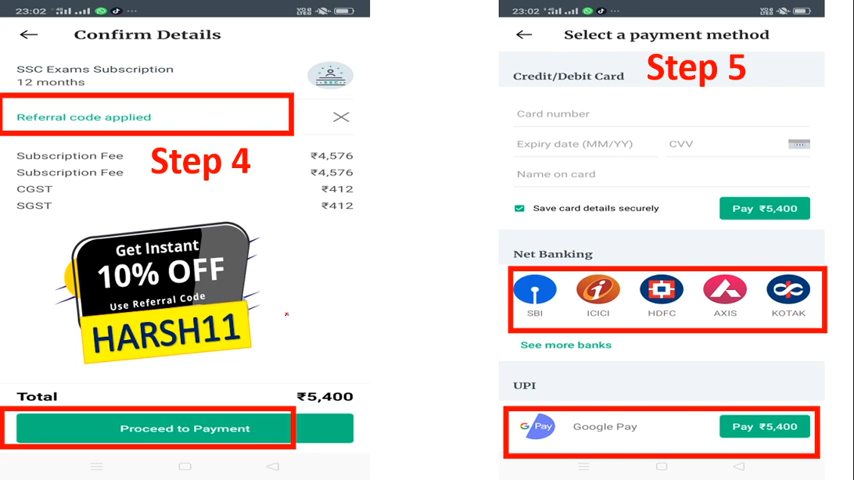 23:02
Confirm Details
SSC Exams Subscription
12 months
Referral code applied
Step 4
Subscription Fee ₹4,576
Subscription Fee ₹4,576
CGST ₹412
SGST ₹412
Get Instant
10% OFF
Use Referral Code
HARSH11
Total ₹5,400
Proceed to Payment
23:02
Select a payment method
Step 5
Credit/Debit Card
Card number
Expiry date (MM/YY) CVV
Name on card
Save card details securely Pay ₹5,400
Net Banking
SBI ICICI HDFC AXIS KOTAK
See more banks
UPI
G Pay Google Pay Pay ₹5,400